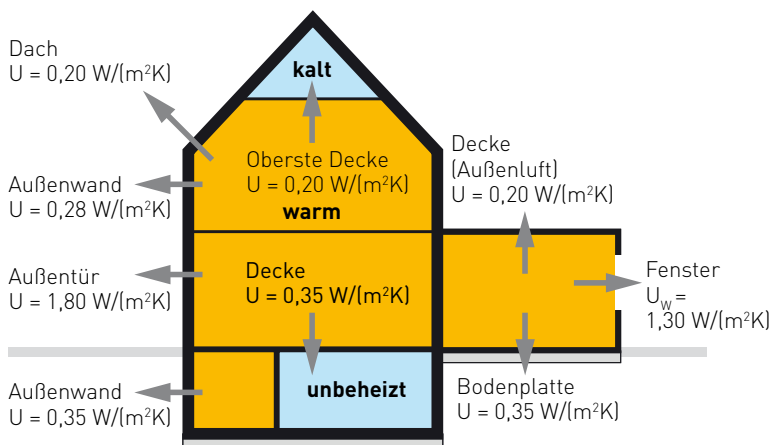 Dach
U = 0,20 W/(m²K)
kalt
Oberste Decke
U = 0,20 W/(m²K)
warm
Decke
(Außenluft)
U = 0,20 W/(m²K)
Außenwand
U = 0,28 W/(m²K)
Außentür
U = 1,80 W/(m²K)
Decke
U = 0,35 W/(m²K)
Fenster
U_W =
1,30 W/(m²K)
Außenwand
U = 0,35 W/(m²K)
unbeheizt
Bodenplatte
U = 0,35 W/(m²K)